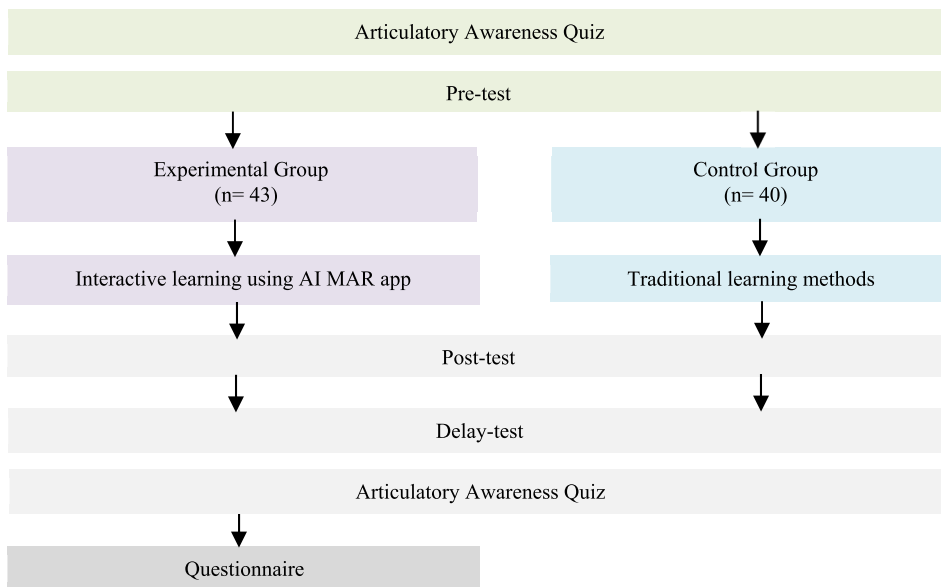 Articulatory Awareness Quiz
Pre-test
Experimental Group
(n= 43)
Control Group
(n= 40)
Interactive learning using AI MAR app
Traditional learning methods
Post-test
Delay-test
Articulatory Awareness Quiz
Questionnaire